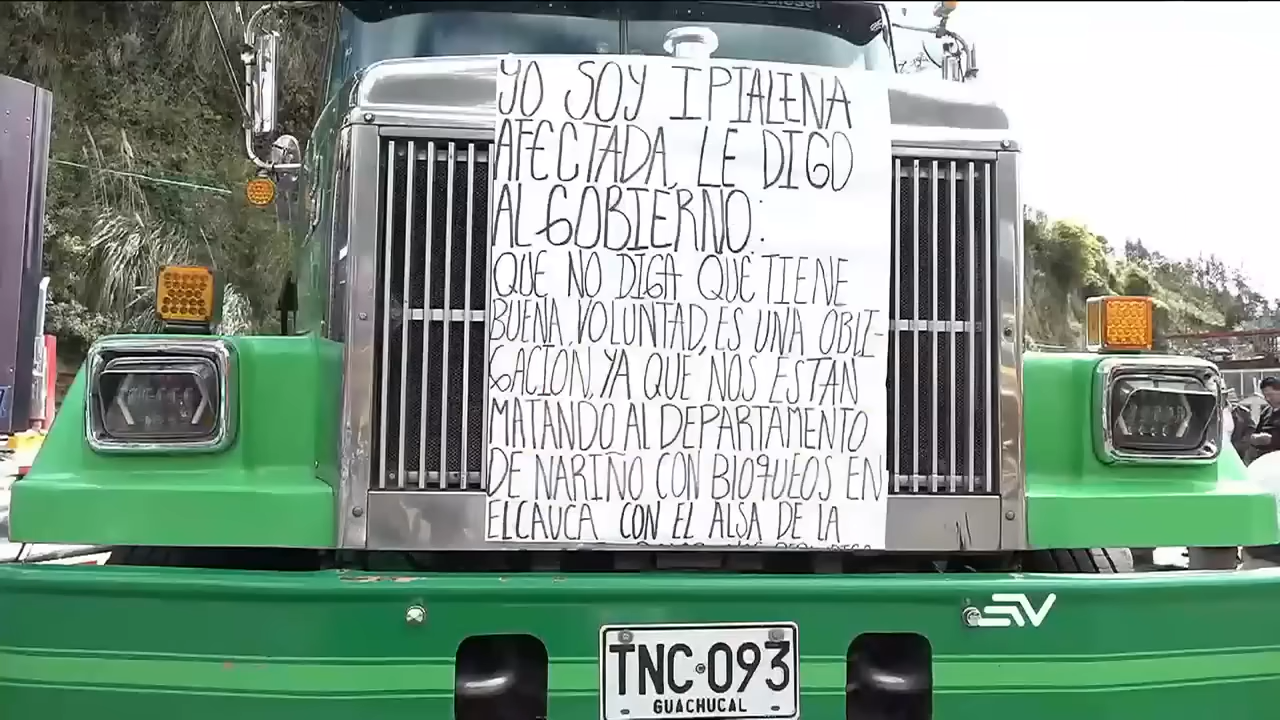 YO SOY IPIALEÑA
AFECTADA, LE DIGO
AL GOBIERNO:
QUE NO DIGA QUE TIENE
BUENA VOLUNTAD, ES UNA OBLI-
GACION, YA QUE NOS ESTAN
MATANDO AL DEPARTAMENTO
DE NARIÑO CON BLOQUEOS EN
EL CAUCA CON EL ALSA DE LA
TNC·093
GUACHUCAL